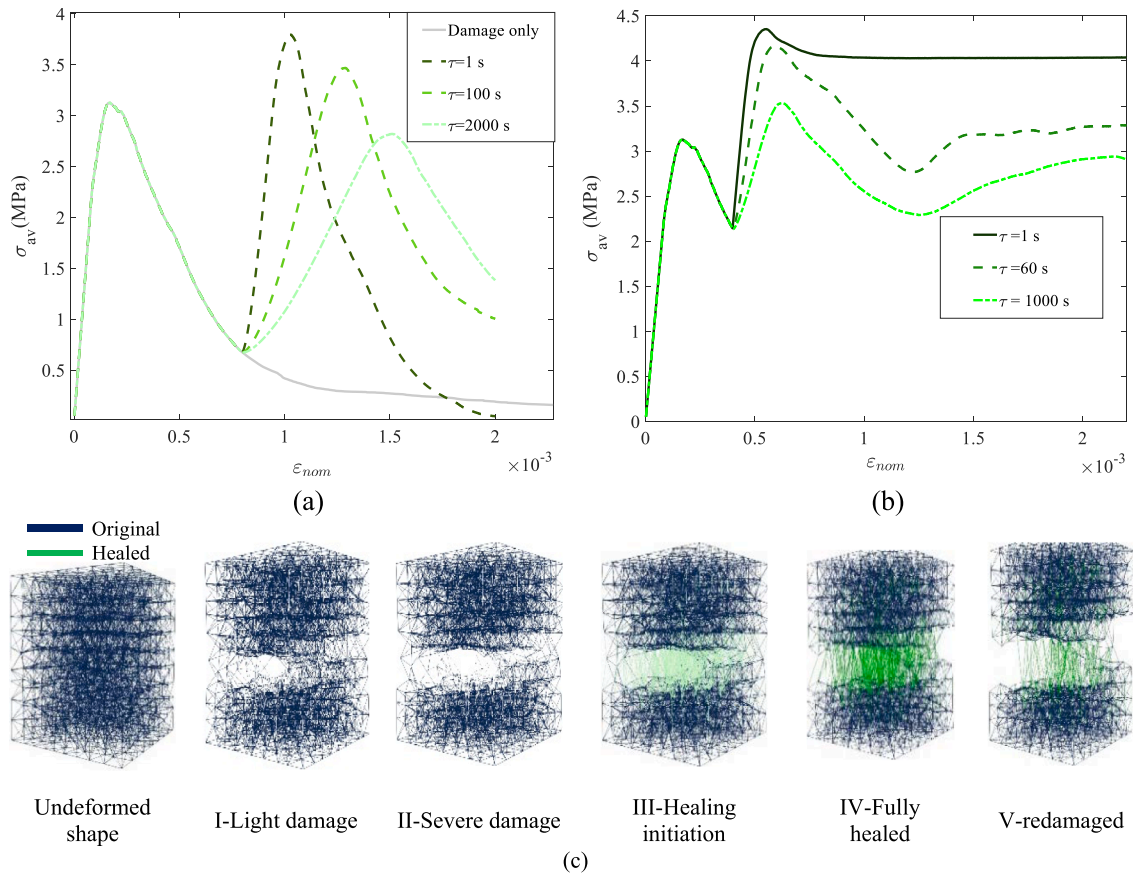 4
3.5
3
2.5
2
1.5
1
0.5
σav (MPa)
0
0.5
1
1.5
2
×10⁻³
εnom
Damage only
τ=1 s
τ=100 s
τ=2000 s
(a)
4.5
4
3.5
3
2.5
2
1.5
1
0.5
0
σav (MPa)
0
0.5
1
1.5
2
×10⁻³
εnom
τ =1 s
τ =60 s
τ = 1000 s
(b)
Original
Healed
Undeformed
shape
I-Light damage
II-Severe damage
III-Healing
initiation
IV-Fully
healed
V-redamaged
(c)